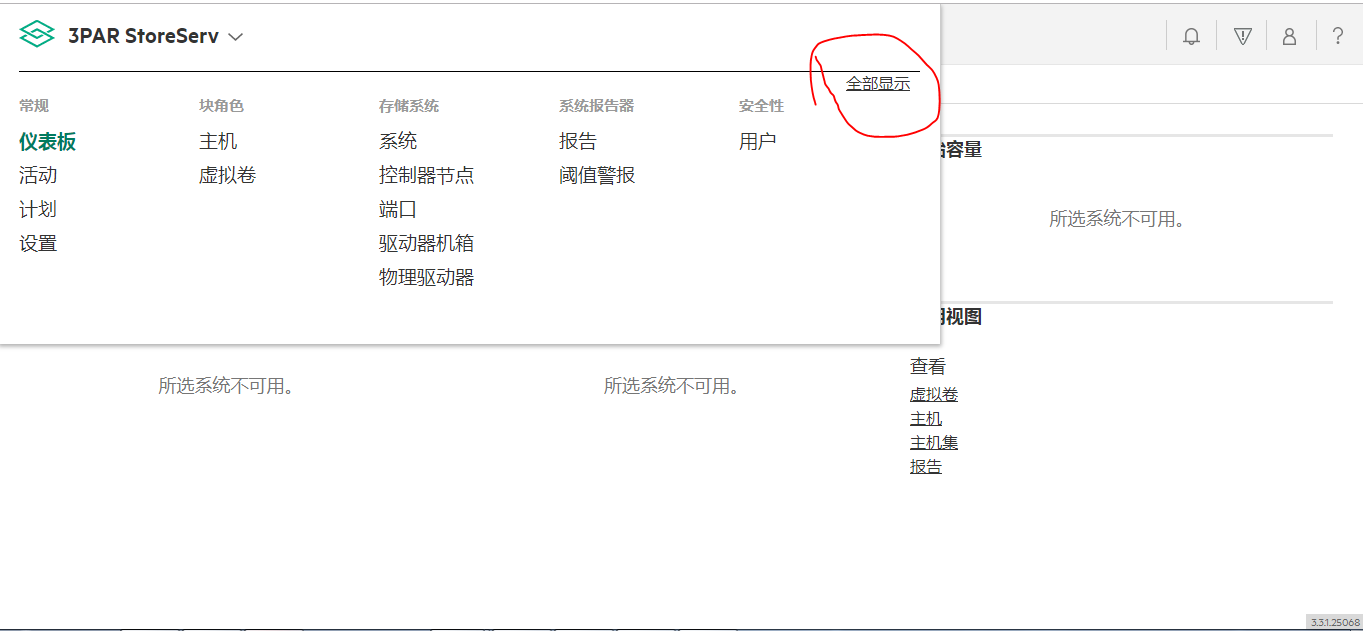 3PAR StoreServ
全部显示
常规 块角色 存储系统 系统报告器 安全性
仪表板 主机 系统 报告 用户
活动 虚拟卷 控制器节点 阈值警报
计划 端口
设置 驱动器机箱
物理驱动器
容量
所选系统不可用。
视图
所选系统不可用。 所选系统不可用。
查看
虚拟卷
主机
主机集
报告
3.3.1.25068